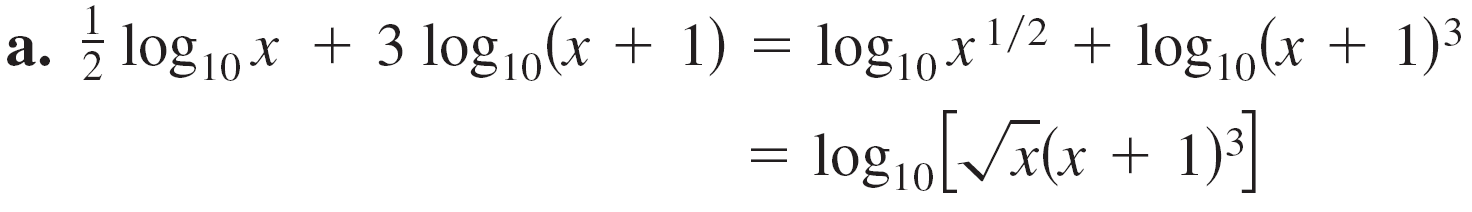 a. ½ log₁₀ x + 3 log₁₀(x + 1) = log₁₀ x^{1/2} + log₁₀(x + 1)³
= log₁₀[√x(x + 1)³]